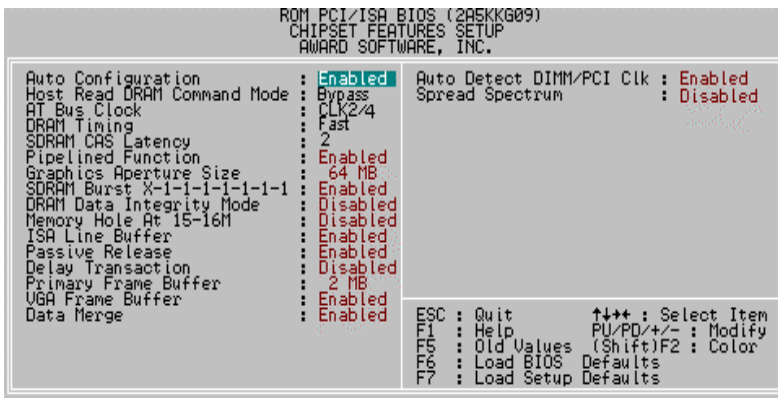 ROM PCI/ISA BIOS (2A5KKG09)
CHIPSET FEATURES SETUP
AWARD SOFTWARE, INC.
Auto Configuration : Enabled
Host Read DRAM Command Mode : Bypass
AT Bus Clock : CLK2/4
DRAM Timing : Fast
SDRAM CAS Latency : 2
Pipelined Function : Enabled
Graphics Aperture Size : 64 MB
SDRAM Burst X-1-1-1-1-1-1-1 : Enabled
DRAM Data Integrity Mode : Disabled
Memory Hole At 15-16M : Disabled
ISA Line Buffer : Enabled
Passive Release : Enabled
Delay Transaction : Disabled
Primary Frame Buffer : 2 MB
VGA Frame Buffer : Enabled
Data Merge : Enabled
Auto Detect DIMM/PCI Clk : Enabled
Spread Spectrum : Disabled
ESC : Quit ↑↓→← : Select Item
F1 : Help PU/PD/+/- : Modify
F5 : Old Values (Shift)F2 : Color
F6 : Load BIOS Defaults
F7 : Load Setup Defaults